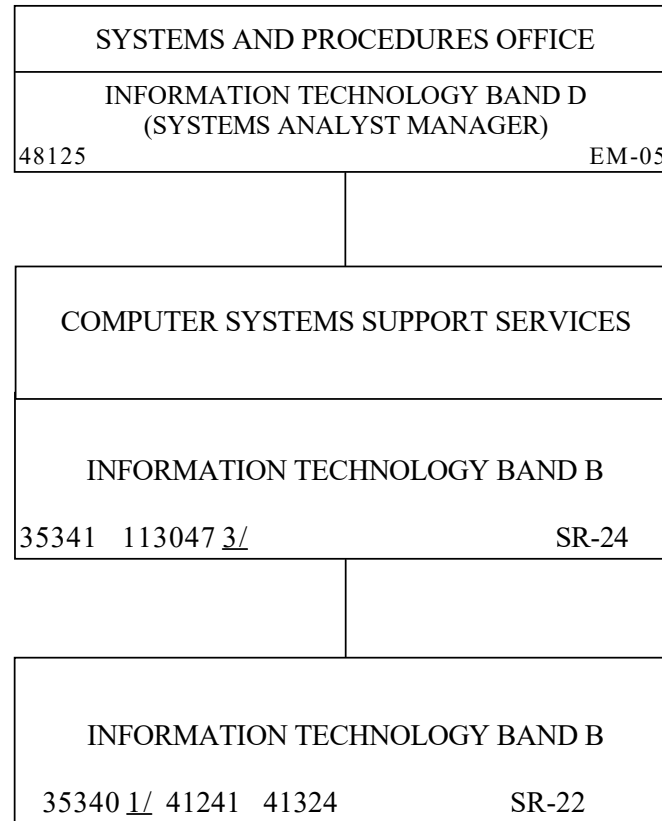 SYSTEMS AND PROCEDURES OFFICE
INFORMATION TECHNOLOGY BAND D
(SYSTEMS ANALYST MANAGER)
48125 EM-05
COMPUTER SYSTEMS SUPPORT SERVICES
INFORMATION TECHNOLOGY BAND B
35341 113047 3/ SR-24
INFORMATION TECHNOLOGY BAND B
35340 1/ 41241 41324 SR-22